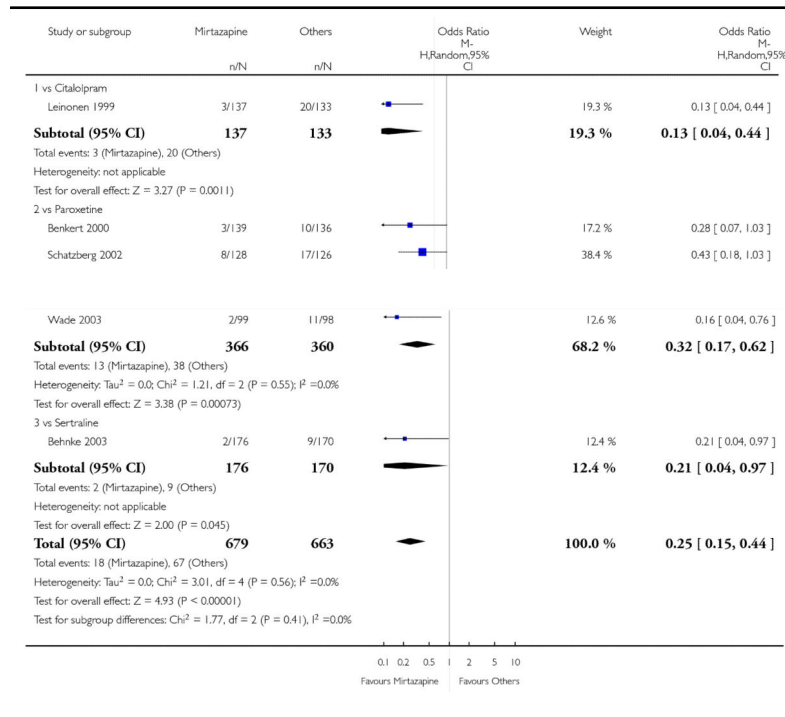 Study or subgroup Mirtazapine Others Odds Ratio Weight Odds Ratio
M- M-
H,Random,95% H,Random,95%
n/N n/N CI CI
1 vs Citalolpram
Leinonen 1999 3/137 20/133 19.3 % 0.13 [ 0.04, 0.44 ]
Subtotal (95% CI) 137 133 19.3 % 0.13 [ 0.04, 0.44 ]
Total events: 3 (Mirtazapine), 20 (Others)
Heterogeneity: not applicable
Test for overall effect: Z = 3.27 (P = 0.0011)
2 vs Paroxetine
Benkert 2000 3/139 10/136 17.2 % 0.28 [ 0.07, 1.03 ]
Schatzberg 2002 8/128 17/126 38.4 % 0.43 [ 0.18, 1.03 ]
Wade 2003 2/99 11/98 12.6 % 0.16 [ 0.04, 0.76 ]
Subtotal (95% CI) 366 360 68.2 % 0.32 [ 0.17, 0.62 ]
Total events: 13 (Mirtazapine), 38 (Others)
Heterogeneity: Tau² = 0.0; Chi² = 1.21, df = 2 (P = 0.55); I² =0.0%
Test for overall effect: Z = 3.38 (P = 0.00073)
3 vs Sertraline
Behnke 2003 2/176 9/170 12.4 % 0.21 [ 0.04, 0.97 ]
Subtotal (95% CI) 176 170 12.4 % 0.21 [ 0.04, 0.97 ]
Total events: 2 (Mirtazapine), 9 (Others)
Heterogeneity: not applicable
Test for overall effect: Z = 2.00 (P = 0.045)
Total (95% CI) 679 663 100.0 % 0.25 [ 0.15, 0.44 ]
Total events: 18 (Mirtazapine), 67 (Others)
Heterogeneity: Tau² = 0.0; Chi² = 3.01, df = 4 (P = 0.56); I² =0.0%
Test for overall effect: Z = 4.93 (P < 0.00001)
Test for subgroup differences: Chi² = 1.77, df = 2 (P = 0.41), I² =0.0%
0.1 0.2 0.5 1 2 5 10
Favours Mirtazapine Favours Others